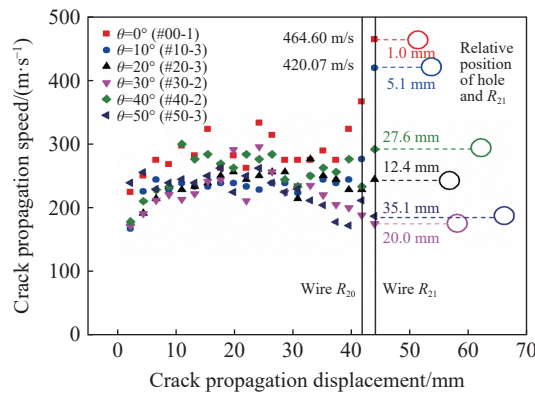 500
400
300
200
100
0
0
10
20
30
40
50
60
70
Crack propagation speed/(m·s⁻¹)
Crack propagation displacement/mm
θ=0° (#00-1)
θ=10° (#10-3)
θ=20° (#20-3)
θ=30° (#30-2)
θ=40° (#40-2)
θ=50° (#50-3)
464.60 m/s
420.07 m/s
1.0 mm
5.1 mm
Relative
position
of hole
and R₂₁
27.6 mm
12.4 mm
35.1 mm
20.0 mm
Wire R₂₀
Wire R₂₁